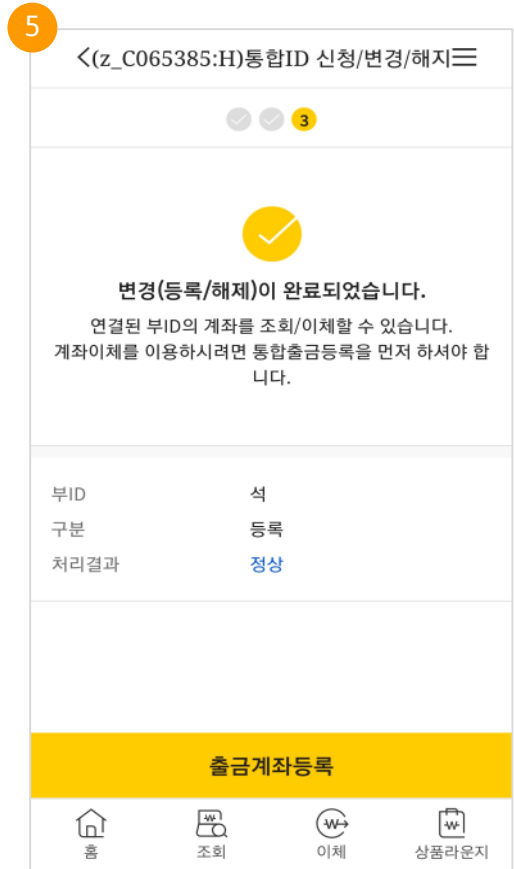 5
(z_C065385:H)통합ID 신청/변경/해지
3
변경(등록/해제)이 완료되었습니다.
연결된 부ID의 계좌를 조회/이체할 수 있습니다.
계좌이체를 이용하시려면 통합출금등록을 먼저 하셔야 합
니다.
부ID 석
구분 등록
처리결과 정상
출금계좌등록
홈 조회 이체 상품라운지